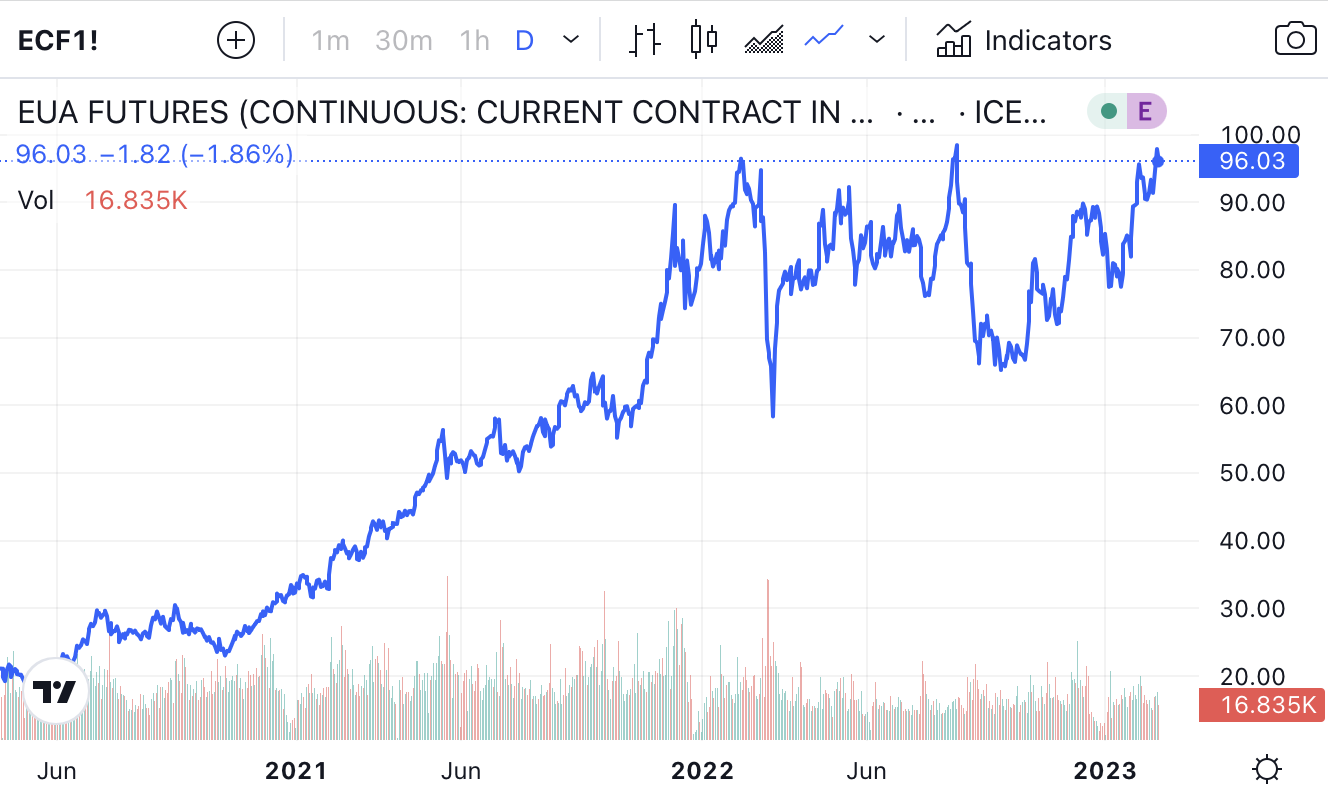 ECF1! 1m 30m 1h D Indicators
EUA FUTURES (CONTINUOUS: CURRENT CONTRACT IN ... · ... · ICE... E
96.03 −1.82 (−1.86%)
Vol 16.835K
100.00
96.03
90.00
80.00
70.00
60.00
50.00
40.00
30.00
20.00
16.835K
Jun 2021 Jun 2022 Jun 2023